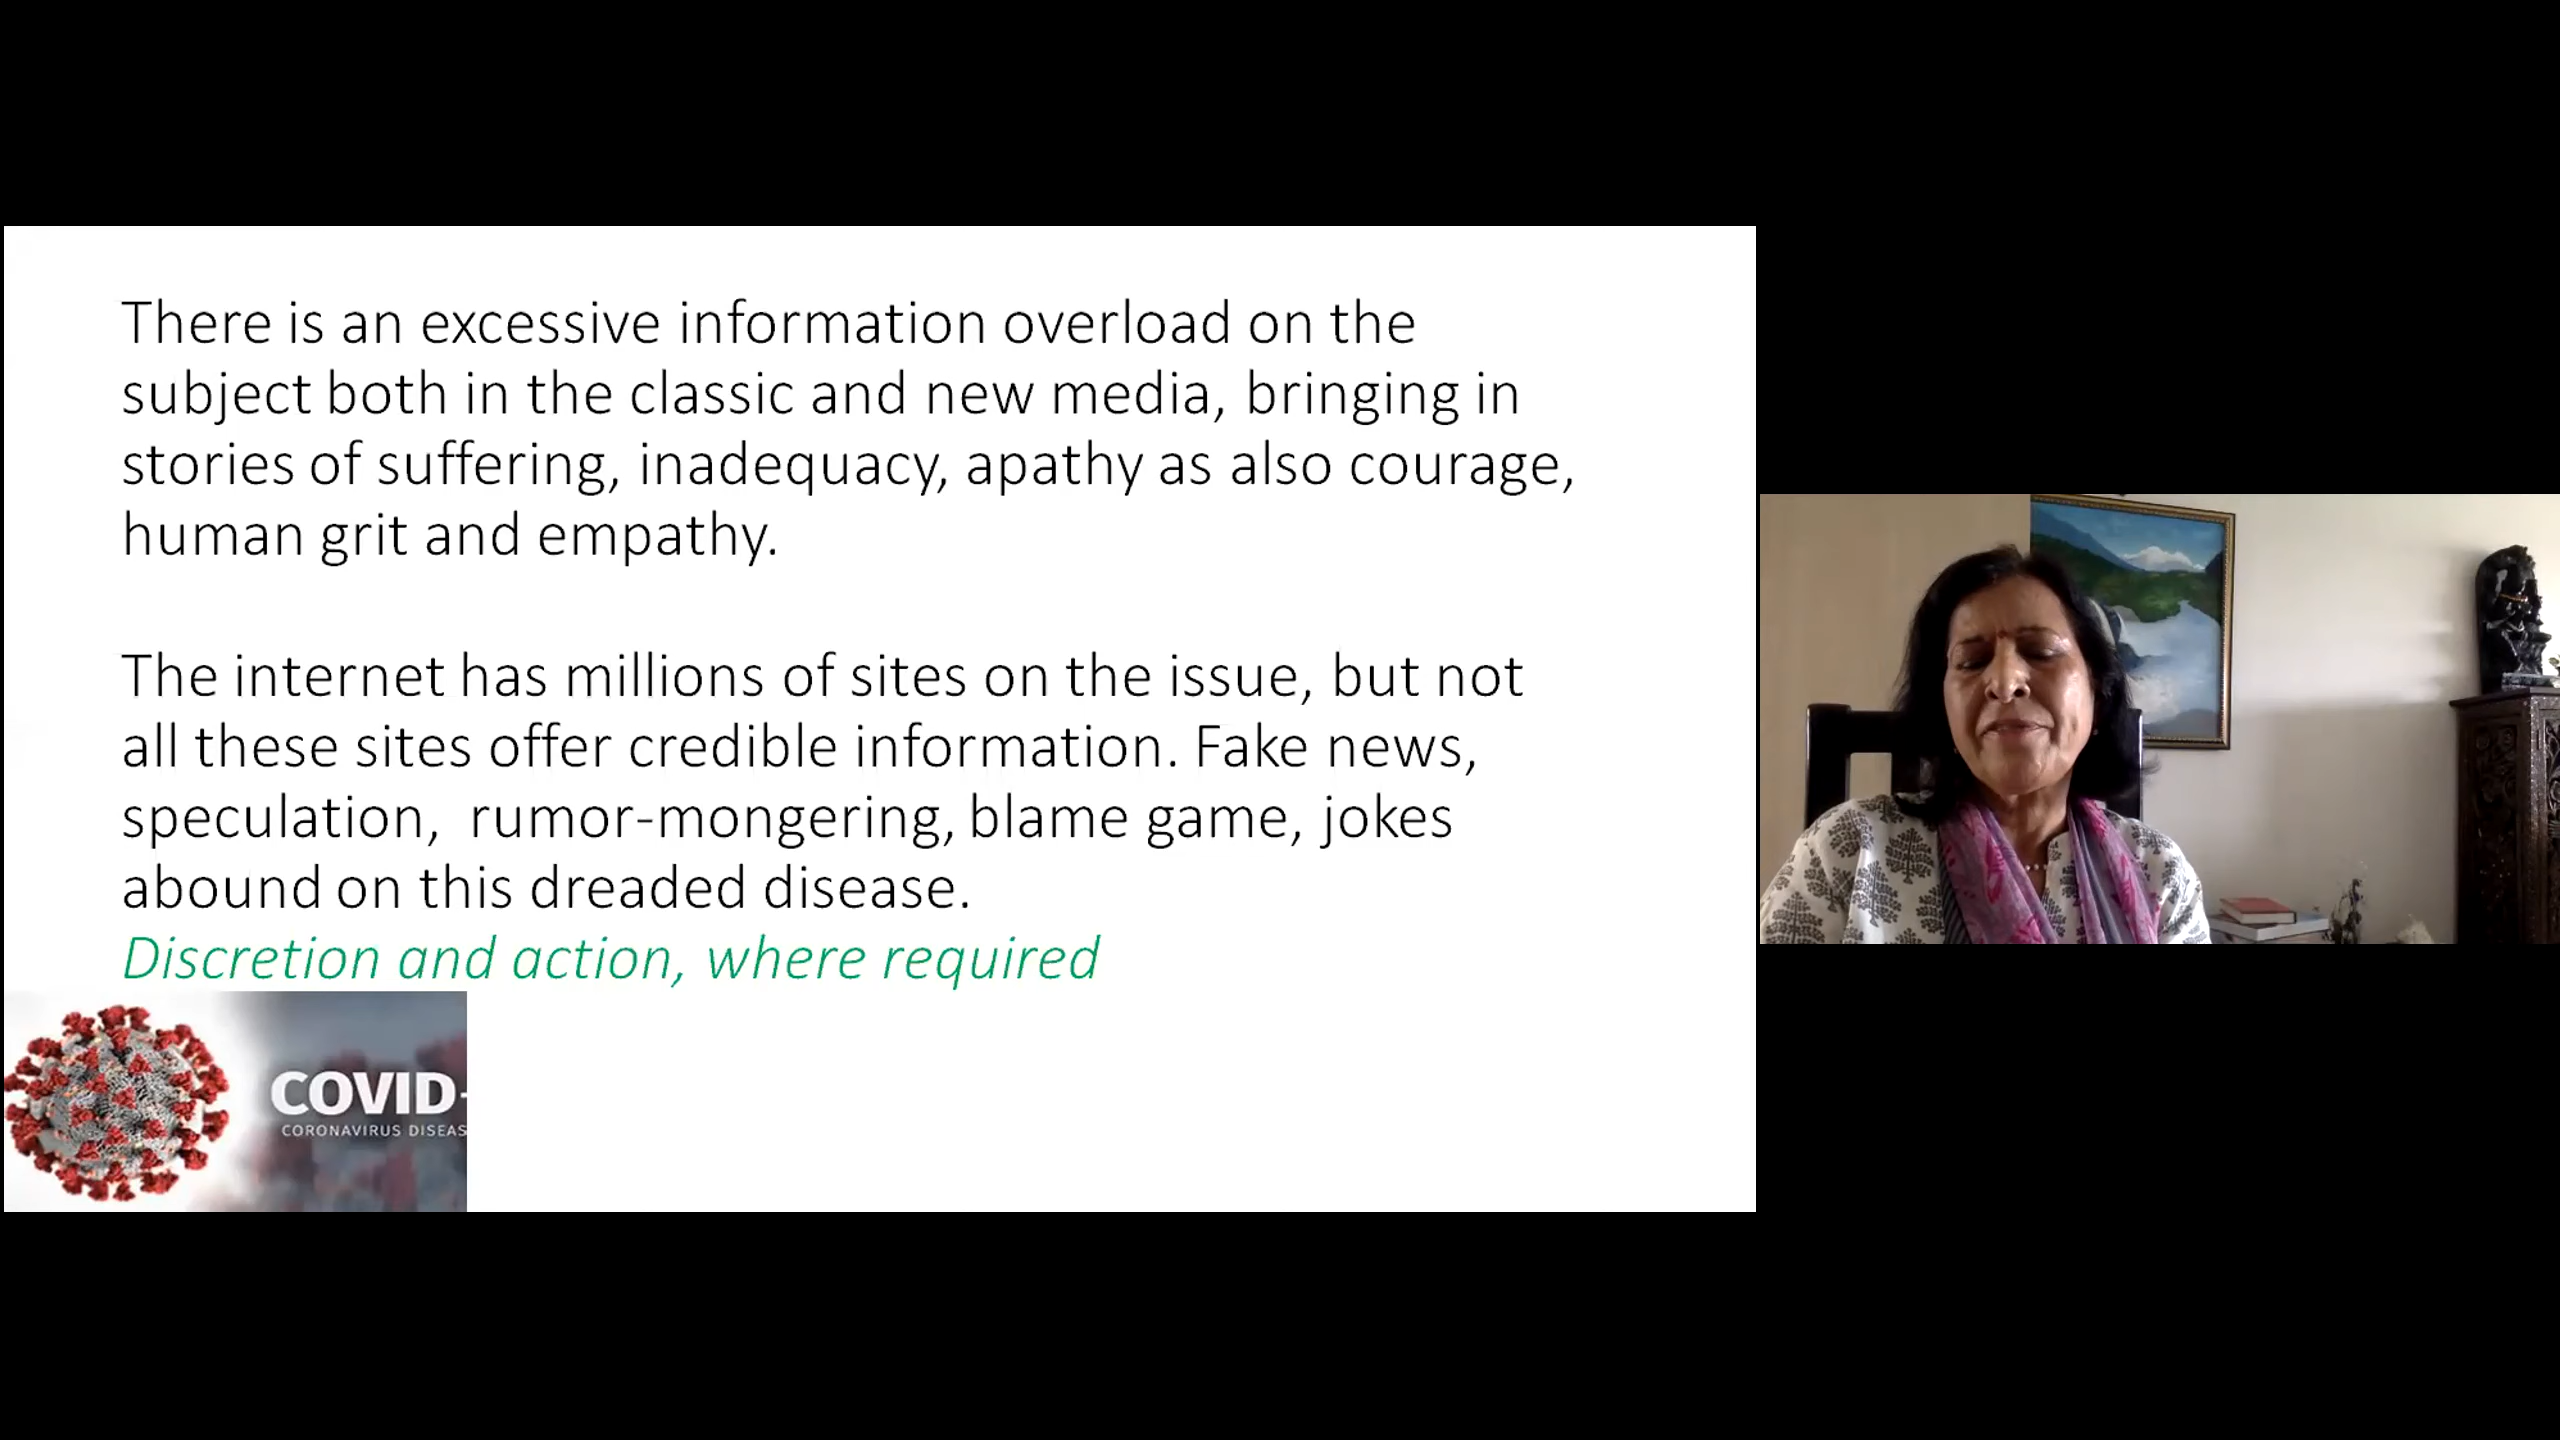 There is an excessive information overload on the
subject both in the classic and new media, bringing in
stories of suffering, inadequacy, apathy as also courage,
human grit and empathy.
The internet has millions of sites on the issue, but not
all these sites offer credible information. Fake news,
speculation,  rumor-mongering, blame game, jokes
abound on this dreaded disease.
Discretion and action, where required
COVID-
CORONAVIRUS DISEAS